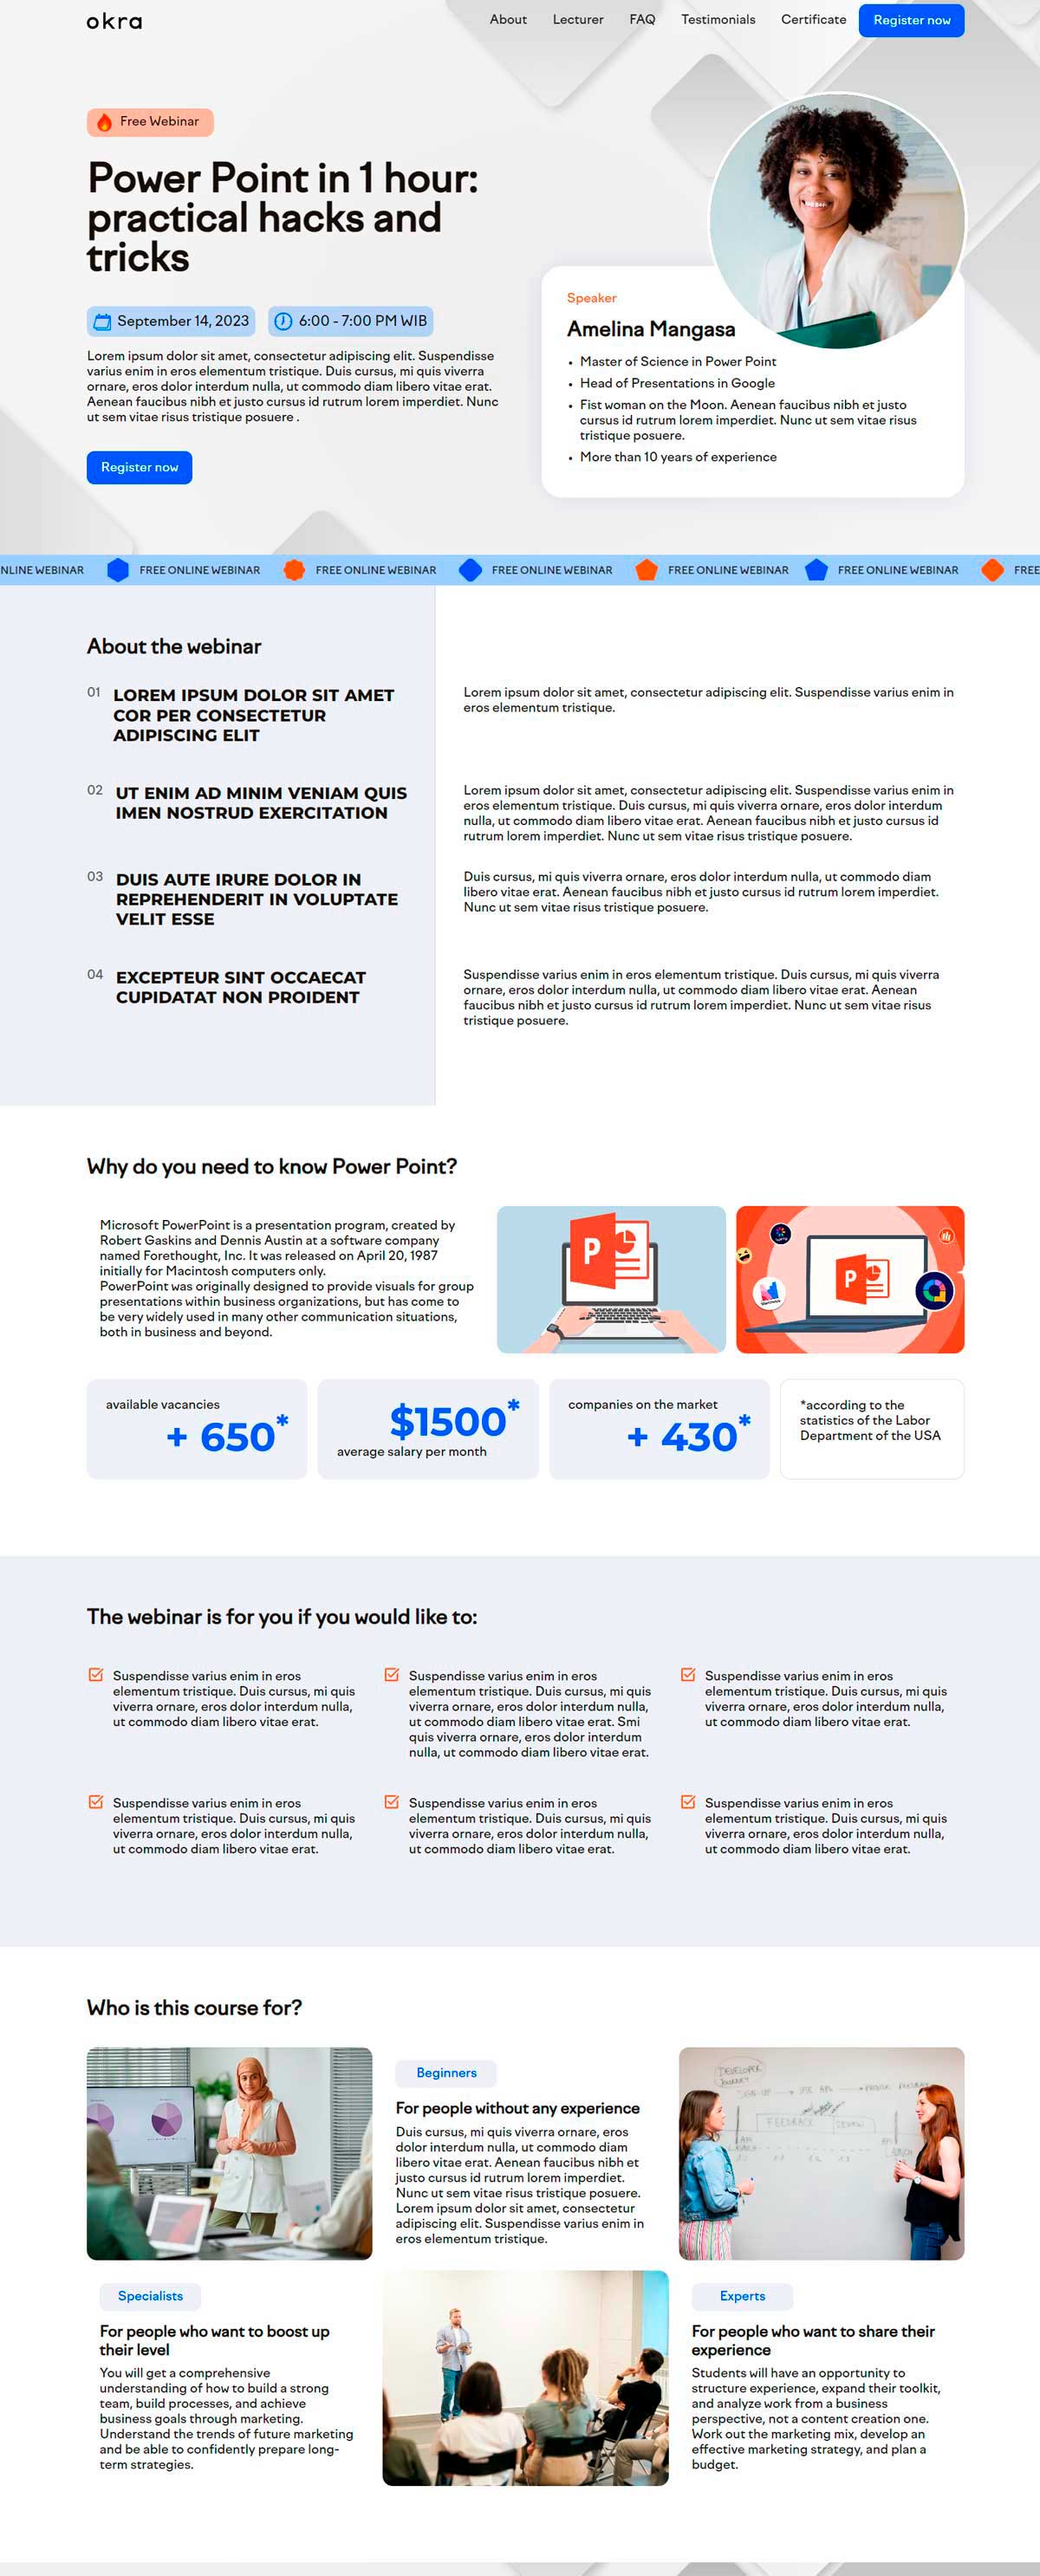 okra
About Lecturer FAQ Testimonials Certificate Register now
Free Webinar
Power Point in 1 hour:
practical hacks and
tricks
September 14, 2023 6:00 - 7:00 PM WIB
Lorem ipsum dolor sit amet, consectetur adipiscing elit. Suspendisse
varius enim in eros elementum tristique. Duis cursus, mi quis viverra
ornare, eros dolor interdum nulla, ut commodo diam libero vitae erat.
Aenean faucibus nibh et justo cursus id rutrum lorem imperdiet. Nunc
ut sem vitae risus tristique posuere .
Register now
Speaker
Amelina Mangasa
• Master of Science in Power Point
• Head of Presentations in Google
• Fist woman on the Moon. Aenean faucibus nibh et justo
cursus id rutrum lorem imperdiet. Nunc ut sem vitae risus
tristique posuere.
• More than 10 years of experience
NLINE WEBINAR FREE ONLINE WEBINAR FREE ONLINE WEBINAR FREE ONLINE WEBINAR FREE ONLINE WEBINAR FREE ONLINE WEBINAR FREE
About the webinar
01 LOREM IPSUM DOLOR SIT AMET
COR PER CONSECTETUR
ADIPISCING ELIT
Lorem ipsum dolor sit amet, consectetur adipiscing elit. Suspendisse varius enim in
eros elementum tristique.
02 UT ENIM AD MINIM VENIAM QUIS
IMEN NOSTRUD EXERCITATION
Lorem ipsum dolor sit amet, consectetur adipiscing elit. Suspendisse varius enim in
eros elementum tristique. Duis cursus, mi quis viverra ornare, eros dolor interdum
nulla, ut commodo diam libero vitae erat. Aenean faucibus nibh et justo cursus id
rutrum lorem imperdiet. Nunc ut sem vitae risus tristique posuere.
03 DUIS AUTE IRURE DOLOR IN
REPREHENDERIT IN VOLUPTATE
VELIT ESSE
Duis cursus, mi quis viverra ornare, eros dolor interdum nulla, ut commodo diam
libero vitae erat. Aenean faucibus nibh et justo cursus id rutrum lorem imperdiet.
Nunc ut sem vitae risus tristique posuere.
04 EXCEPTEUR SINT OCCAECAT
CUPIDATAT NON PROIDENT
Suspendisse varius enim in eros elementum tristique. Duis cursus, mi quis viverra
ornare, eros dolor interdum nulla, ut commodo diam libero vitae erat. Aenean
faucibus nibh et justo cursus id rutrum lorem imperdiet. Nunc ut sem vitae risus
tristique posuere.
Why do you need to know Power Point?
Microsoft PowerPoint is a presentation program, created by
Robert Gaskins and Dennis Austin at a software company
named Forethought, Inc. It was released on April 20, 1987
initially for Macintosh computers only.
PowerPoint was originally designed to provide visuals for group
presentations within business organizations, but has come to
be very widely used in many other communication situations,
both in business and beyond.
P
P
available vacancies
+ 650*
$1500*
average salary per month
companies on the market
+ 430*
*according to the
statistics of the Labor
Department of the USA
The webinar is for you if you would like to:
Suspendisse varius enim in eros
elementum tristique. Duis cursus, mi quis
viverra ornare, eros dolor interdum nulla,
ut commodo diam libero vitae erat.
Suspendisse varius enim in eros
elementum tristique. Duis cursus, mi quis
viverra ornare, eros dolor interdum nulla,
ut commodo diam libero vitae erat. Smi
quis viverra ornare, eros dolor interdum
nulla, ut commodo diam libero vitae erat.
Suspendisse varius enim in eros
elementum tristique. Duis cursus, mi quis
viverra ornare, eros dolor interdum nulla,
ut commodo diam libero vitae erat.
Suspendisse varius enim in eros
elementum tristique. Duis cursus, mi quis
viverra ornare, eros dolor interdum nulla,
ut commodo diam libero vitae erat.
Suspendisse varius enim in eros
elementum tristique. Duis cursus, mi quis
viverra ornare, eros dolor interdum nulla,
ut commodo diam libero vitae erat.
Suspendisse varius enim in eros
elementum tristique. Duis cursus, mi quis
viverra ornare, eros dolor interdum nulla,
ut commodo diam libero vitae erat.
Who is this course for?
Beginners
For people without any experience
Duis cursus, mi quis viverra ornare, eros
dolor interdum nulla, ut commodo diam
libero vitae erat. Aenean faucibus nibh et
justo cursus id rutrum lorem imperdiet.
Nunc ut sem vitae risus tristique posuere.
Lorem ipsum dolor sit amet, consectetur
adipiscing elit. Suspendisse varius enim in
eros elementum tristique.
DEVELOPER
JOURNEY
SIGN-UP
FEEDBACK
Specialists
For people who want to boost up
their level
You will get a comprehensive
understanding of how to build a strong
team, build processes, and achieve
business goals through marketing.
Understand the trends of future marketing
and be able to confidently prepare long-
term strategies.
Experts
For people who want to share their
experience
Students will have an opportunity to
structure experience, expand their toolkit,
and analyze work from a business
perspective, not a content creation one.
Work out the marketing mix, develop an
effective marketing strategy, and plan a
budget.